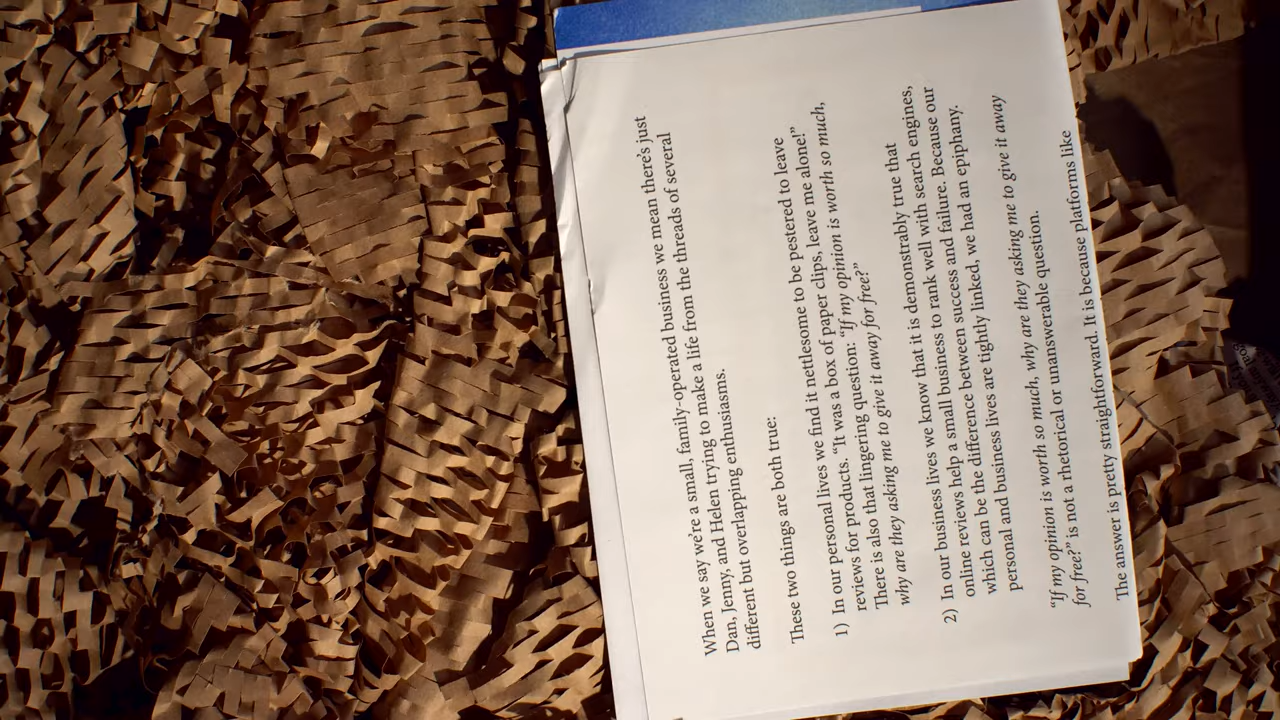 When we say we're a small, family-operated business we mean there's just
Dan, Jenny, and Helen trying to make a life from the threads of several
different but overlapping enthusiasms.
These two things are both true:
1) In our personal lives we find it nettlesome to be pestered to leave
reviews for products. "It was a box of paper clips, leave me alone!"
There is also that lingering question: "If my opinion is worth so much,
why are they asking me to give it away for free?"
2) In our business lives we know that it is demonstrably true that
online reviews help a small business to rank well with search engines,
which can be the difference between success and failure. Because our
personal and business lives are tightly linked, we had an epiphany.
"If my opinion is worth so much, why are they asking me to give it away
for free?" is not a rhetorical or unanswerable question.
The answer is pretty straightforward. It is because platforms like